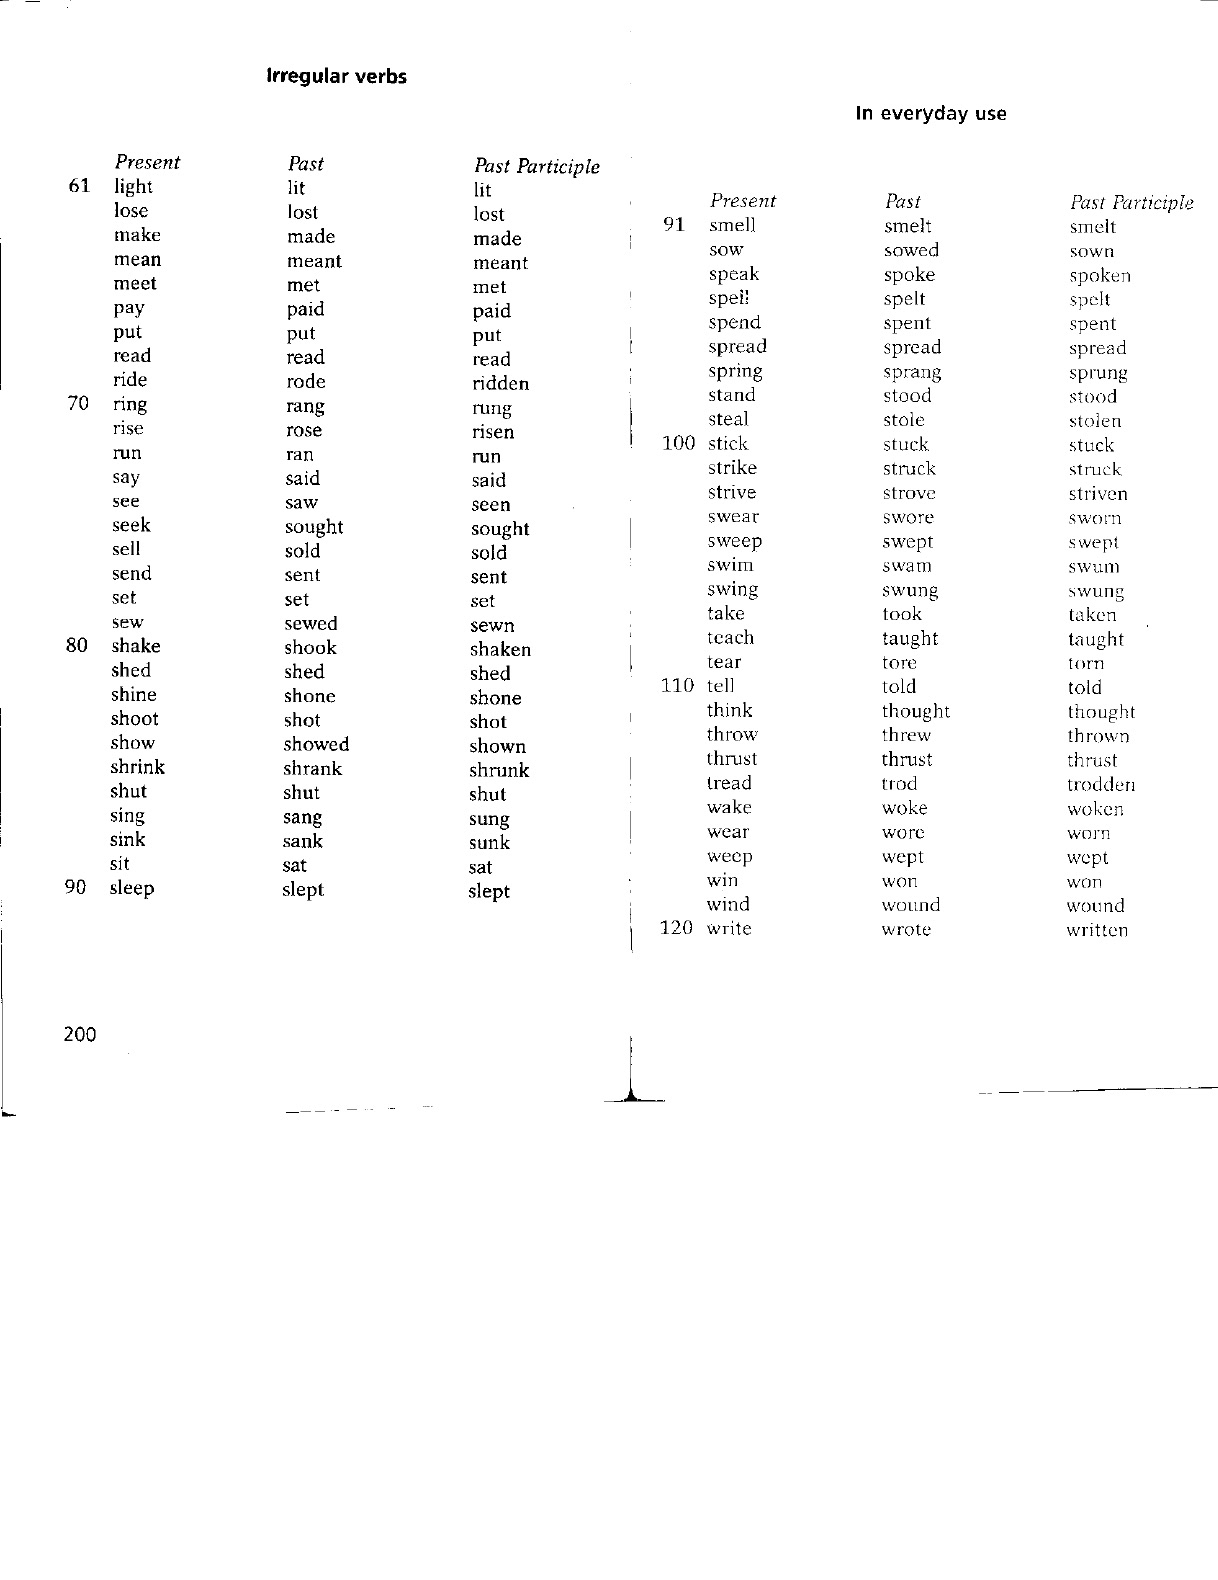 Irregular verbs
Present Past Past Participle
61 light lit lit
lose lost lost
make made made
mean meant meant
meet met met
pay paid paid
put put put
read read read
ride rode ridden
70 ring rang rung
rise rose risen
run ran run
say said said
see saw seen
seek sought sought
sell sold sold
send sent sent
set set set
sew sewed sewn
80 shake shook shaken
shed shed shed
shine shone shone
shoot shot shot
show showed shown
shrink shrank shrunk
shut shut shut
sing sang sung
sink sank sunk
sit sat sat
90 sleep slept slept
200
In everyday use
Present Past Past Participle
91 smell smelt smelt
sow sowed sown
speak spoke spoken
spell spelt spelt
spend spent spent
spread spread spread
spring sprang sprung
stand stood stood
steal stole stolen
100 stick stuck stuck
strike struck struck
strive strove striven
swear swore sworn
sweep swept swept
swim swam swum
swing swung swung
take took taken
teach taught taught
tear tore torn
110 tell told told
think thought thought
throw threw thrown
thrust thrust thrust
tread trod trodden
wake woke woken
wear wore worn
weep wept wept
win won won
wind wound wound
120 write wrote written